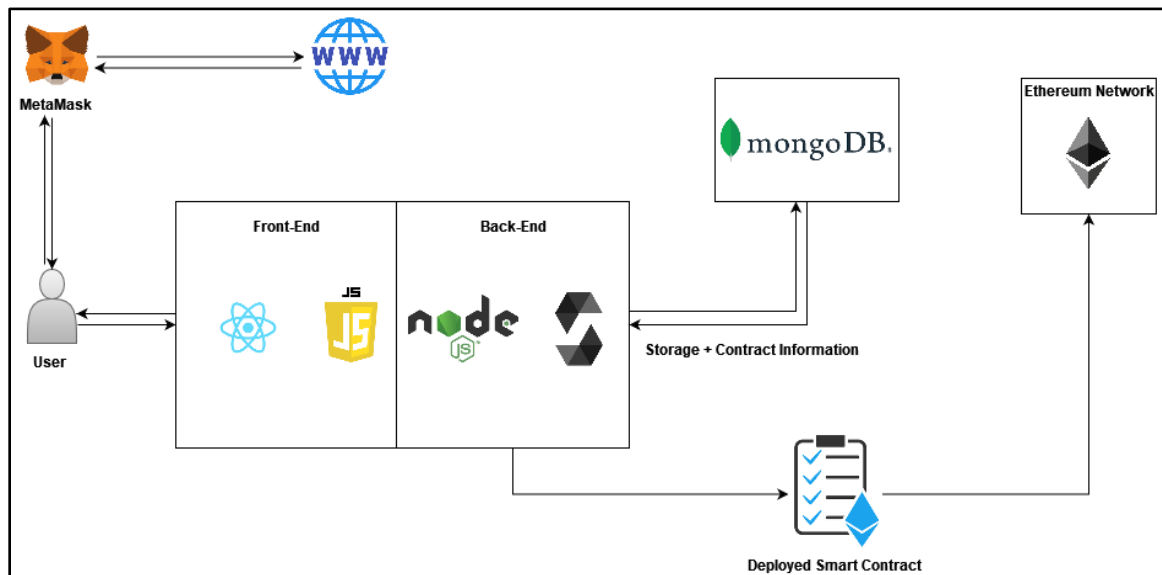 WWW
MetaMask
Ethereum Network
mongoDB.
Front-End
Back-End
JS
JS
node
JS
User
Storage + Contract Information
Deployed Smart Contract